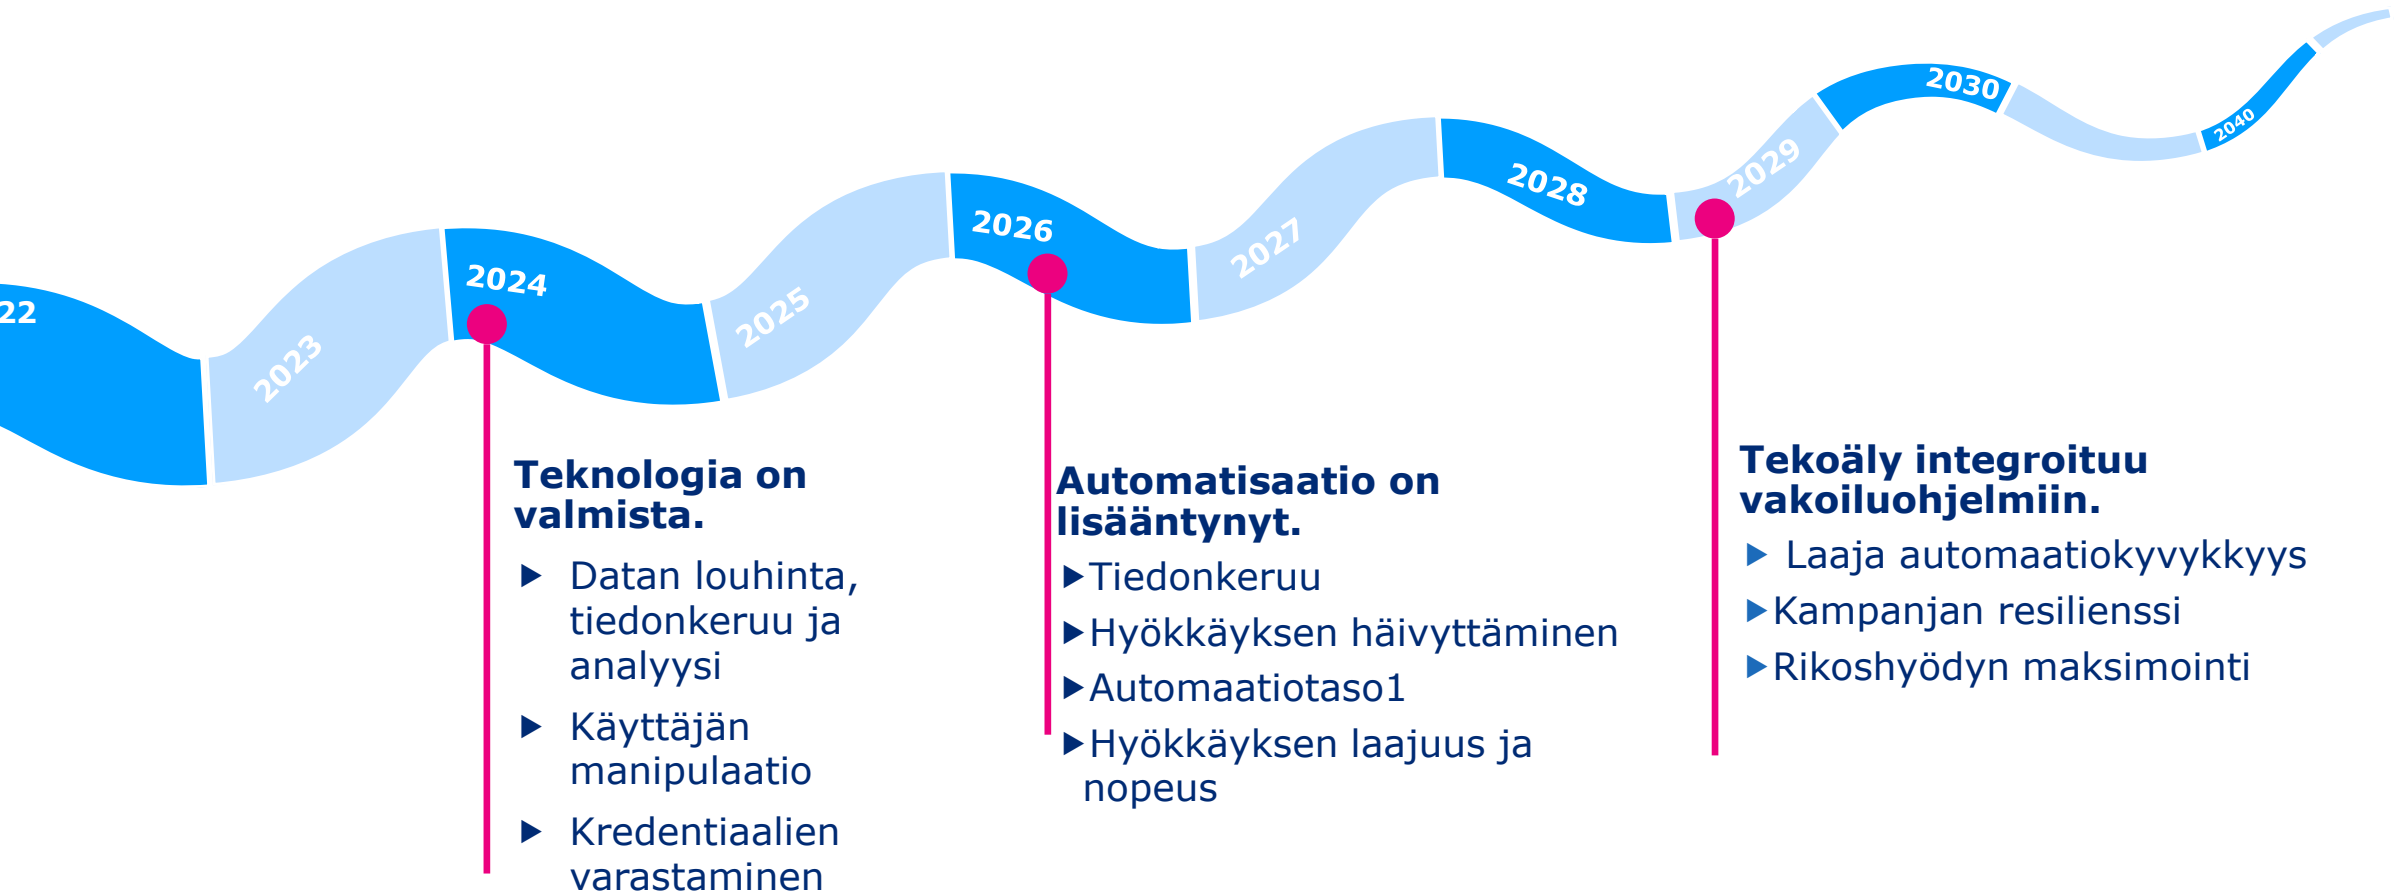 22
2023
2024
2025
2026
2027
2028
2029
2030
2040
Teknologia on
valmista.
Datan louhinta,
tiedonkeruu ja
analyysi
Käyttäjän
manipulaatio
Kredentiaalien
varastaminen
Automatisaatio on
lisääntynyt.
Tiedonkeruu
Hyökkäyksen häivyttäminen
Automaatiotaso1
Hyökkäyksen laajuus ja
nopeus
Tekoäly integroituu
vakoiluohjelmiin.
Laaja automaatiokyvykkyys
Kampanjan resilienssi
Rikoshyödyn maksimointi